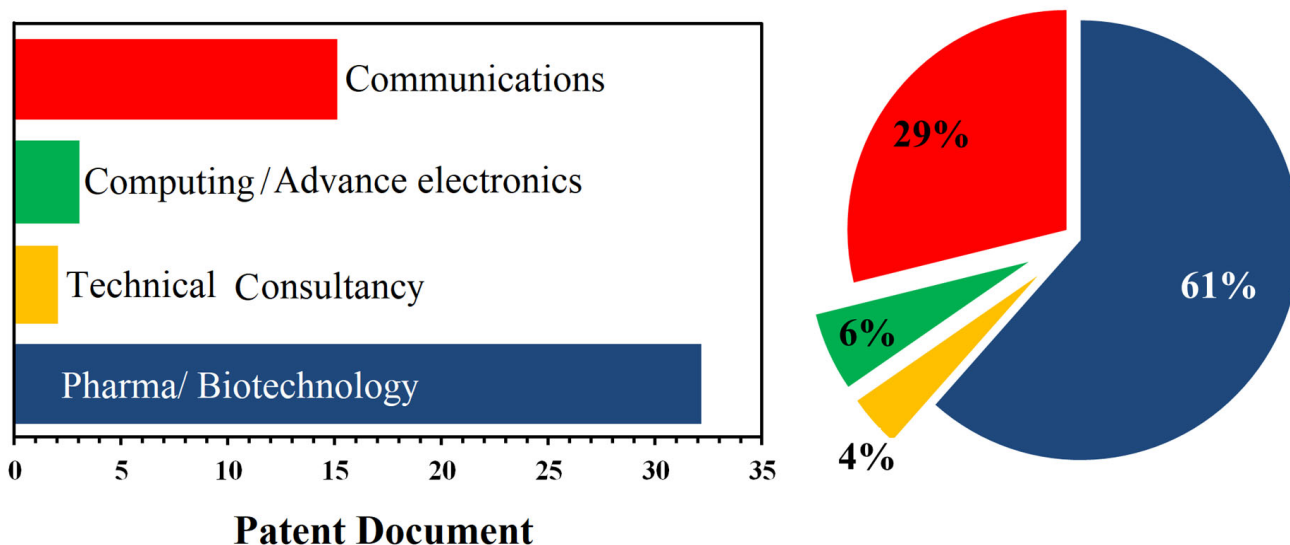 Communications
Computing/Advance electronics
Technical Consultancy
Pharma/ Biotechnology
0 5 10 15 20 25 30 35
Patent Document
29%
61%
6%
4%